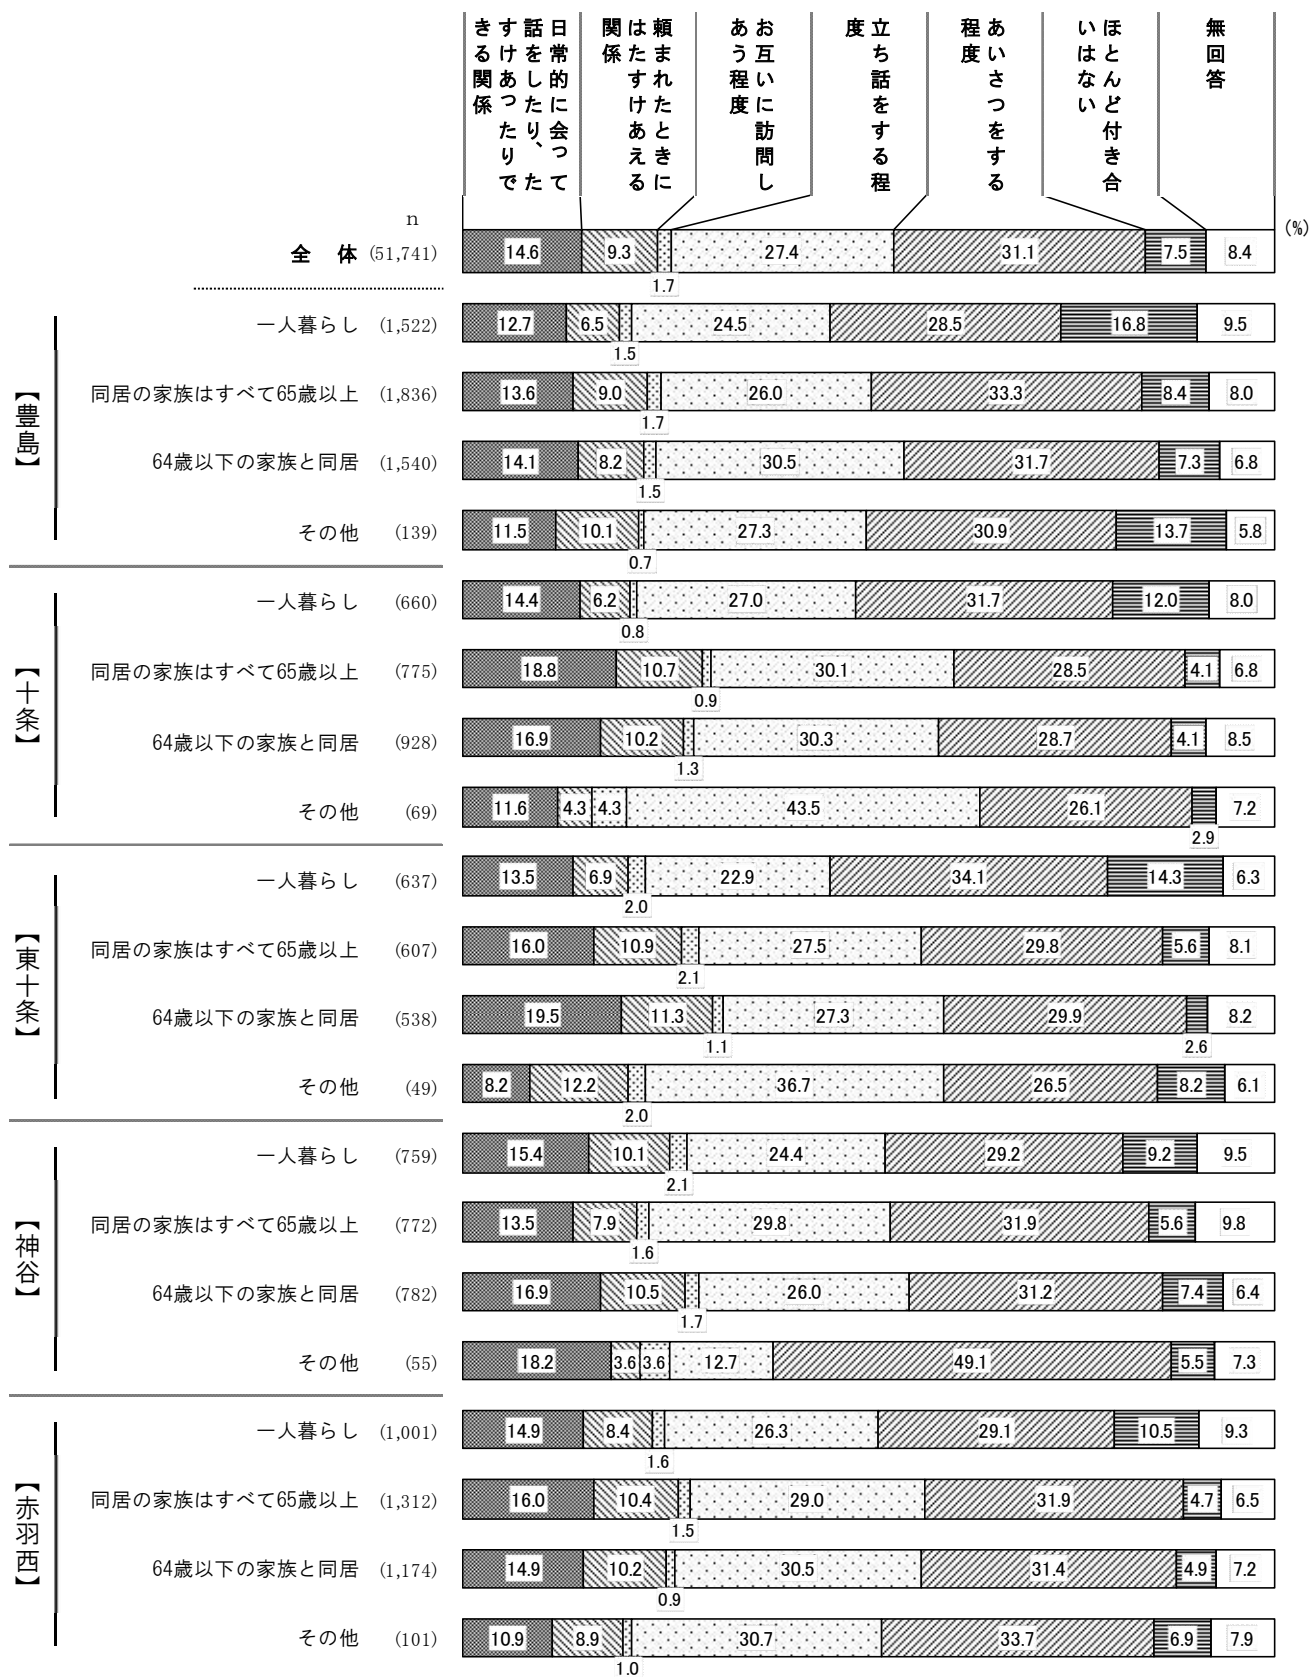 日常的に会って
話をしたり、た
すけあったりで
きる関係
頼まれたときに
はたすけあえる
関係
お互いに訪問し
あう程度
立ち話をする程
度
あいさつをする
程度
ほとんど付き合
いはない
無回答
n
(%)
全 体 (51,741) 14.6 9.3 1.7 27.4 31.1 7.5 8.4
【豊島】
一人暮らし (1,522) 12.7 6.5 1.5 24.5 28.5 16.8 9.5
同居の家族はすべて65歳以上 (1,836) 13.6 9.0 1.7 26.0 33.3 8.4 8.0
64歳以下の家族と同居 (1,540) 14.1 8.2 1.5 30.5 31.7 7.3 6.8
その他 (139) 11.5 10.1 0.7 27.3 30.9 13.7 5.8
【十条】
一人暮らし (660) 14.4 6.2 0.8 27.0 31.7 12.0 8.0
同居の家族はすべて65歳以上 (775) 18.8 10.7 0.9 30.1 28.5 4.1 6.8
64歳以下の家族と同居 (928) 16.9 10.2 1.3 30.3 28.7 4.1 8.5
その他 (69) 11.6 4.3 4.3 43.5 26.1 2.9 7.2
【東十条】
一人暮らし (637) 13.5 6.9 2.0 22.9 34.1 14.3 6.3
同居の家族はすべて65歳以上 (607) 16.0 10.9 2.1 27.5 29.8 5.6 8.1
64歳以下の家族と同居 (538) 19.5 11.3 1.1 27.3 29.9 2.6 8.2
その他 (49) 8.2 12.2 2.0 36.7 26.5 8.2 6.1
【神谷】
一人暮らし (759) 15.4 10.1 2.1 24.4 29.2 9.2 9.5
同居の家族はすべて65歳以上 (772) 13.5 7.9 1.6 29.8 31.9 5.6 9.8
64歳以下の家族と同居 (782) 16.9 10.5 1.7 26.0 31.2 7.4 6.4
その他 (55) 18.2 3.6 3.6 12.7 49.1 5.5 7.3
【赤羽西】
一人暮らし (1,001) 14.9 8.4 1.6 26.3 29.1 10.5 9.3
同居の家族はすべて65歳以上 (1,312) 16.0 10.4 1.5 29.0 31.9 4.7 6.5
64歳以下の家族と同居 (1,174) 14.9 10.2 0.9 30.5 31.4 4.9 7.2
その他 (101) 10.9 8.9 1.0 30.7 33.7 6.9 7.9